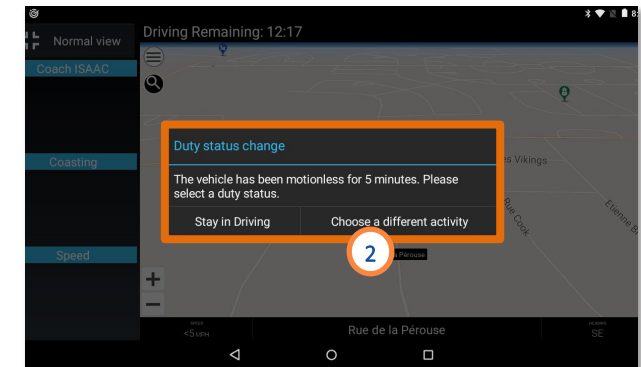 8:
Normal view
Driving Remaining: 12:17
Coach ISAAC
Duty status change
es Vikings
Coasting
The vehicle has been motionless for 5 minutes. Please
select a duty status.
Rue Cook
Stay in Driving
Choose a different activity
2
a Pérouse
Speed
+
−
<5 MPH
Rue de la Pérouse
SE